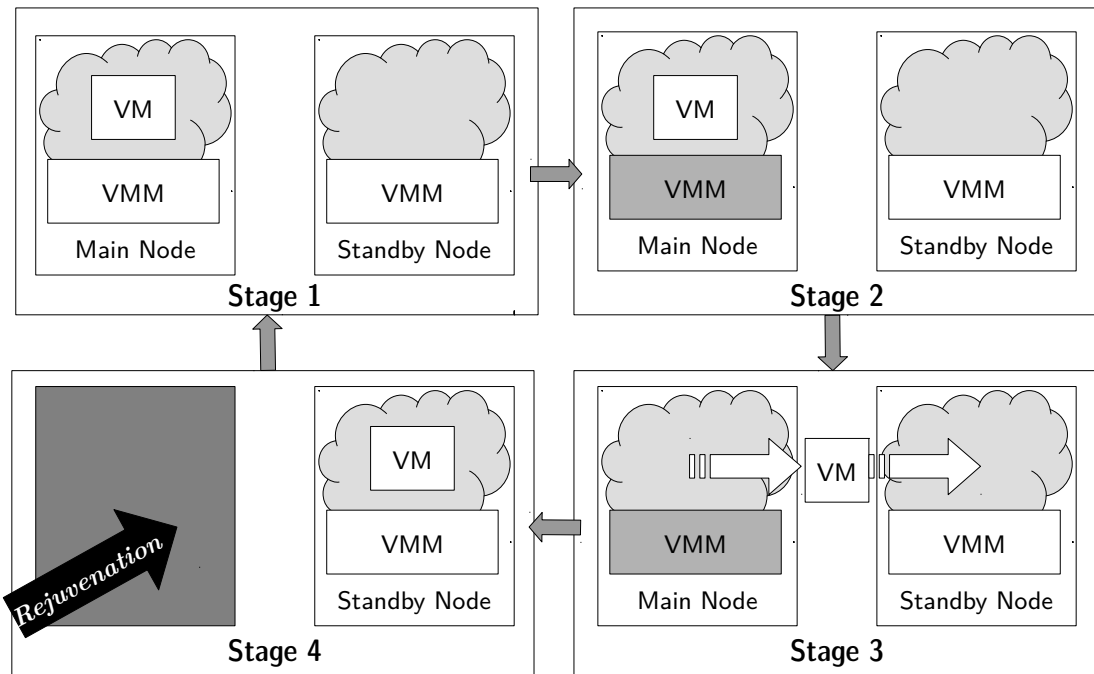 VM
VMM
VMM
Main Node
Standby Node
Stage 1
VM
VMM
VMM
Main Node
Standby Node
Stage 2
Rejuvenation
VM
VMM
Standby Node
Stage 4
VM
VMM
VMM
Main Node
Standby Node
Stage 3